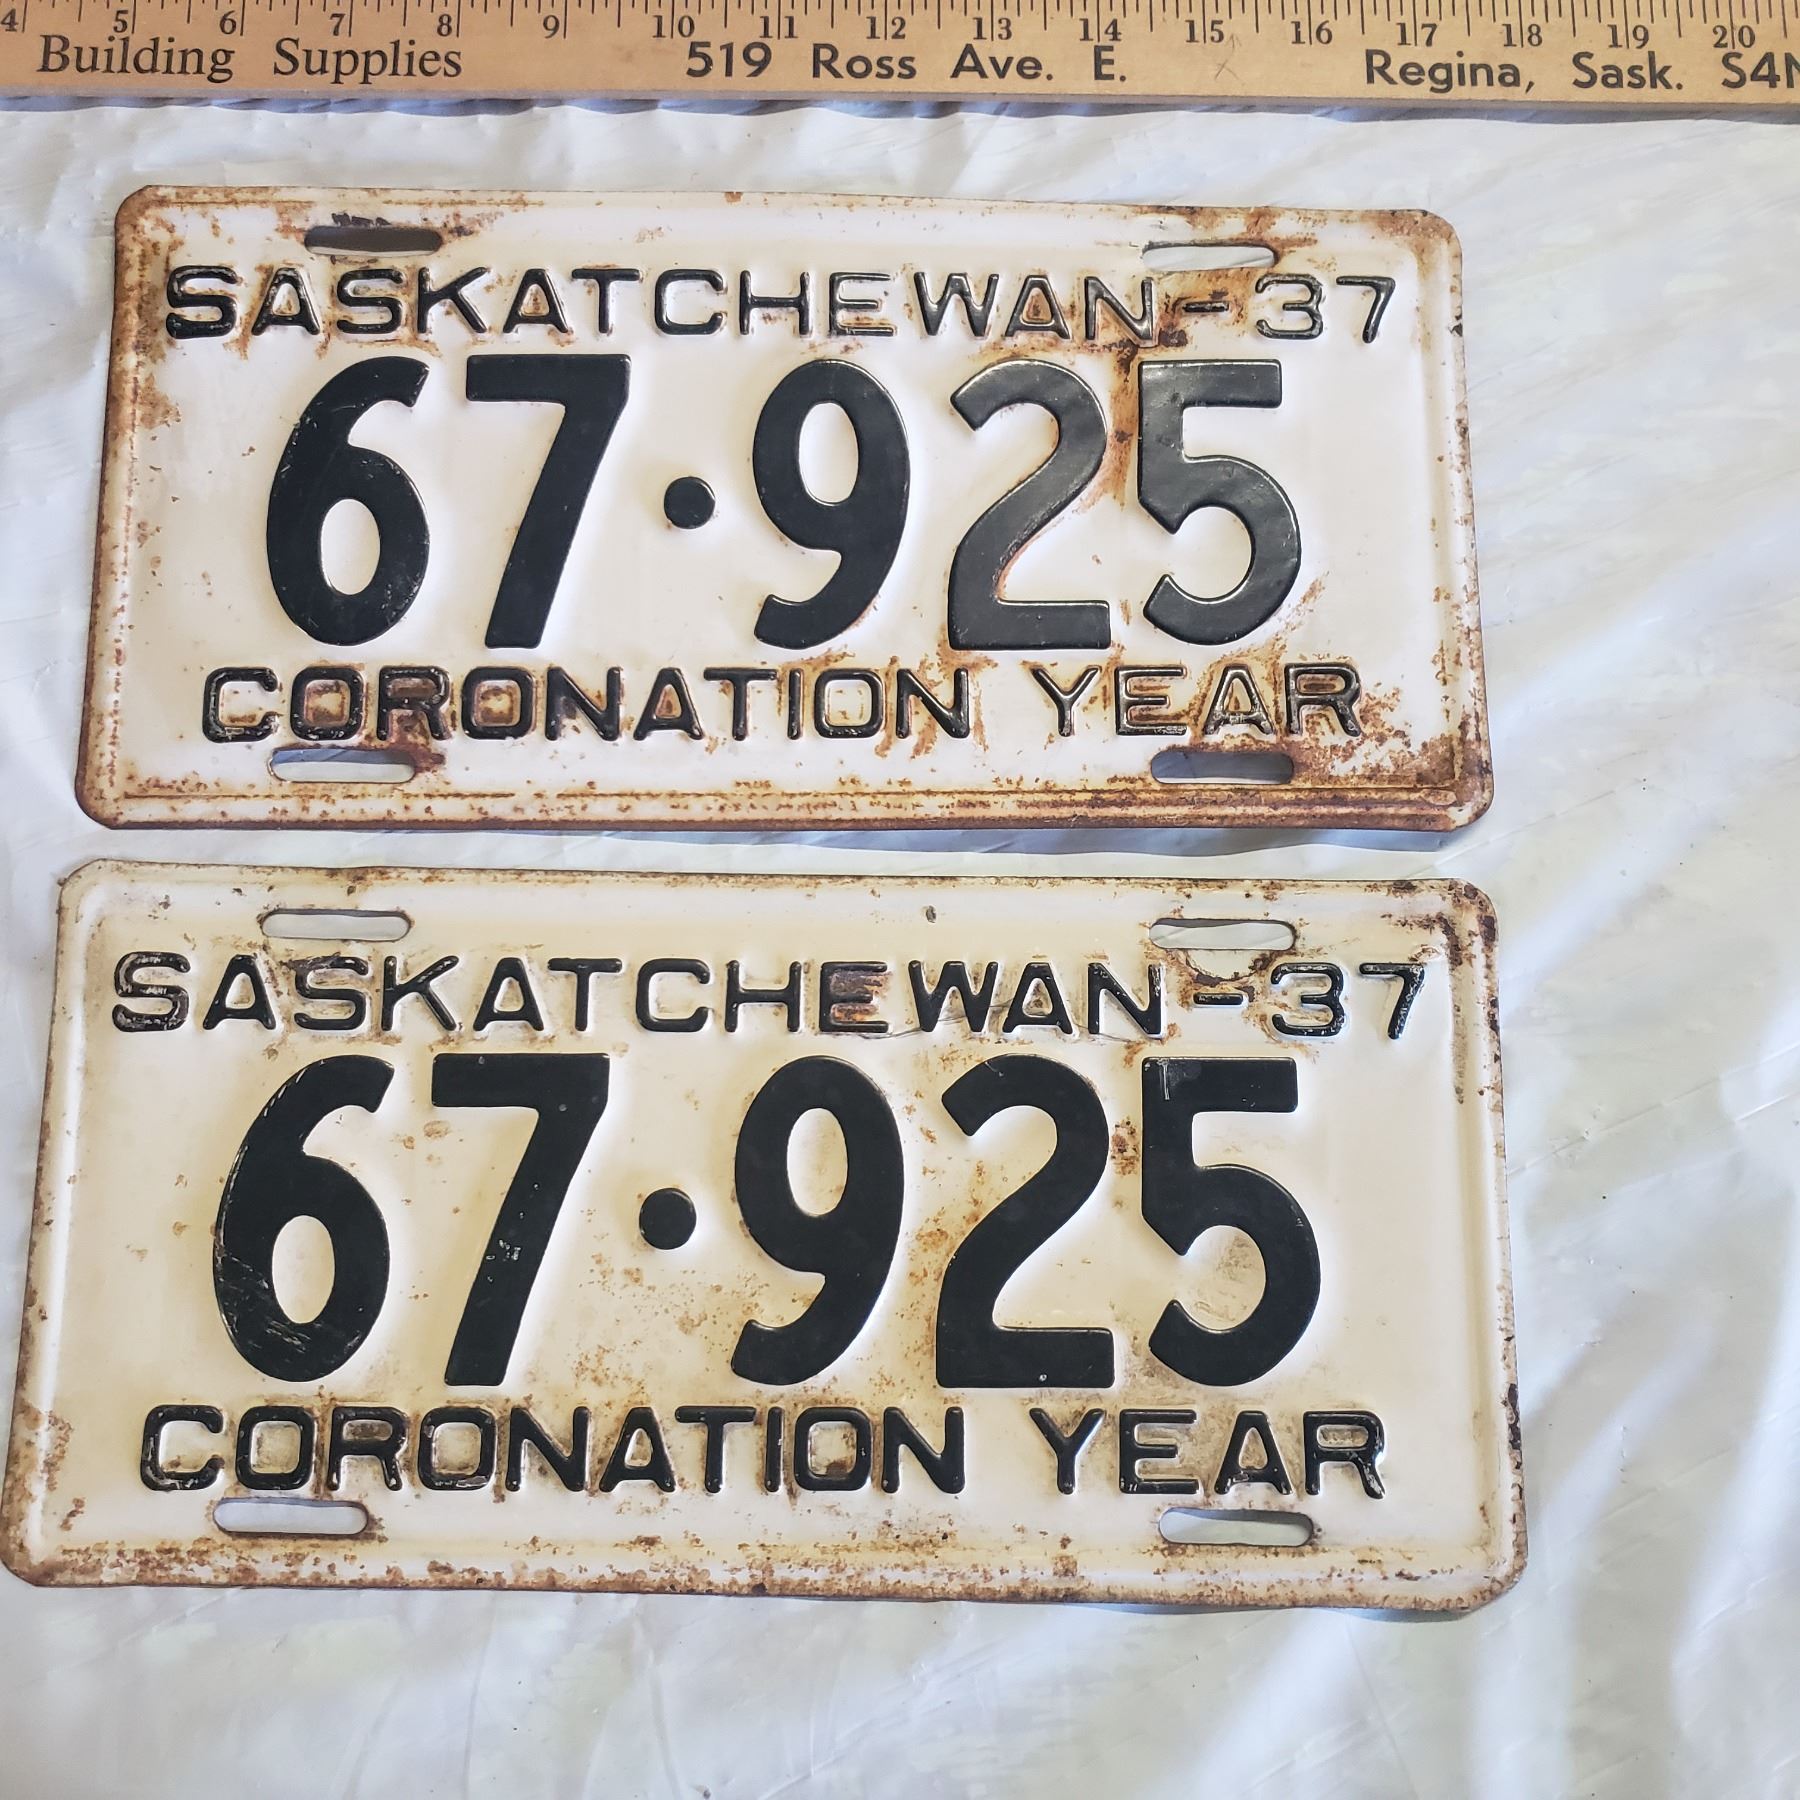 4 5 6 7 8 9 10 11 12 13 14 15 16 17 18 19 20
Building Supplies 519 Ross Ave. E. Regina, Sask. S4N
SASKATCHEWAN-37
67·925
CORONATION YEAR
SASKATCHEWAN-37
67·925
CORONATION YEAR